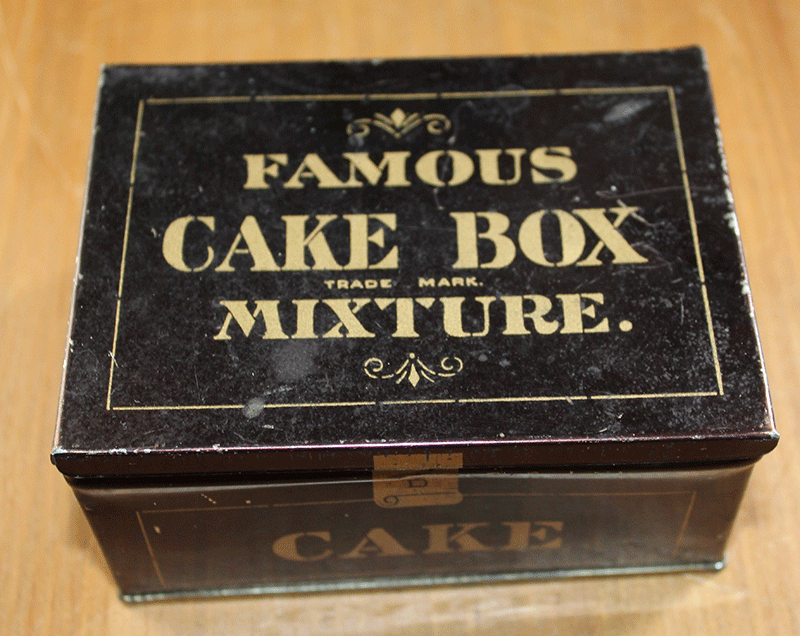 FAMOUS
CAKE BOX
TRADE MARK.
MIXTURE.
CAKE